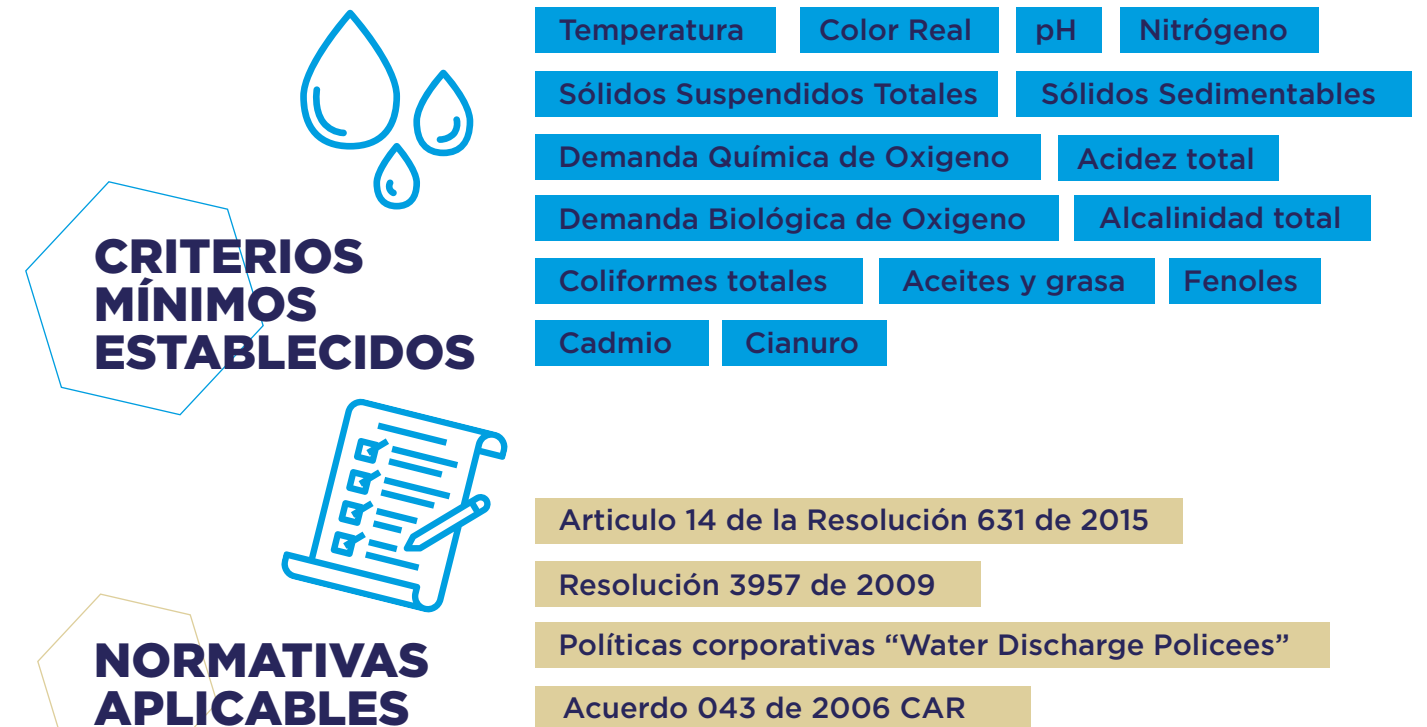 Temperatura Color Real pH Nitrógeno
Sólidos Suspendidos Totales Sólidos Sedimentables
Demanda Química de Oxigeno Acidez total
Demanda Biológica de Oxigeno Alcalinidad total
Coliformes totales Aceites y grasa Fenoles
Cadmio Cianuro
CRITERIOS
MÍNIMOS
ESTABLECIDOS
Articulo 14 de la Resolución 631 de 2015
Resolución 3957 de 2009
Políticas corporativas “Water Discharge Policees”
Acuerdo 043 de 2006 CAR
NORMATIVAS
APLICABLES